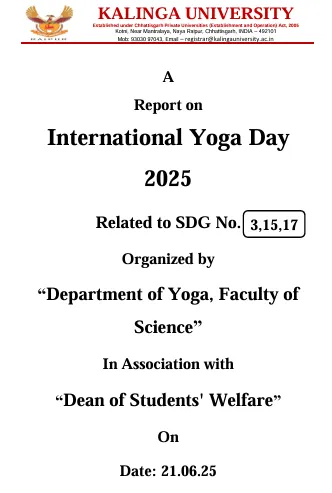 KALINGA UNIVERSITY
Established under Chhattisgarh Private Universities (Establishment and Operation) Act, 2005
Kotni, Near Mantralaya, Naya Raipur, Chhattisgarh, INDIA – 492101
Mob: 93030 97043, Email – registrar@kalingauniversity.ac.in
A
Report on
International Yoga Day
2025
Related to SDG No. 3,15,17
Organized by
“Department of Yoga, Faculty of
Science”
In Association with
“Dean of Students' Welfare”
On
Date: 21.06.25